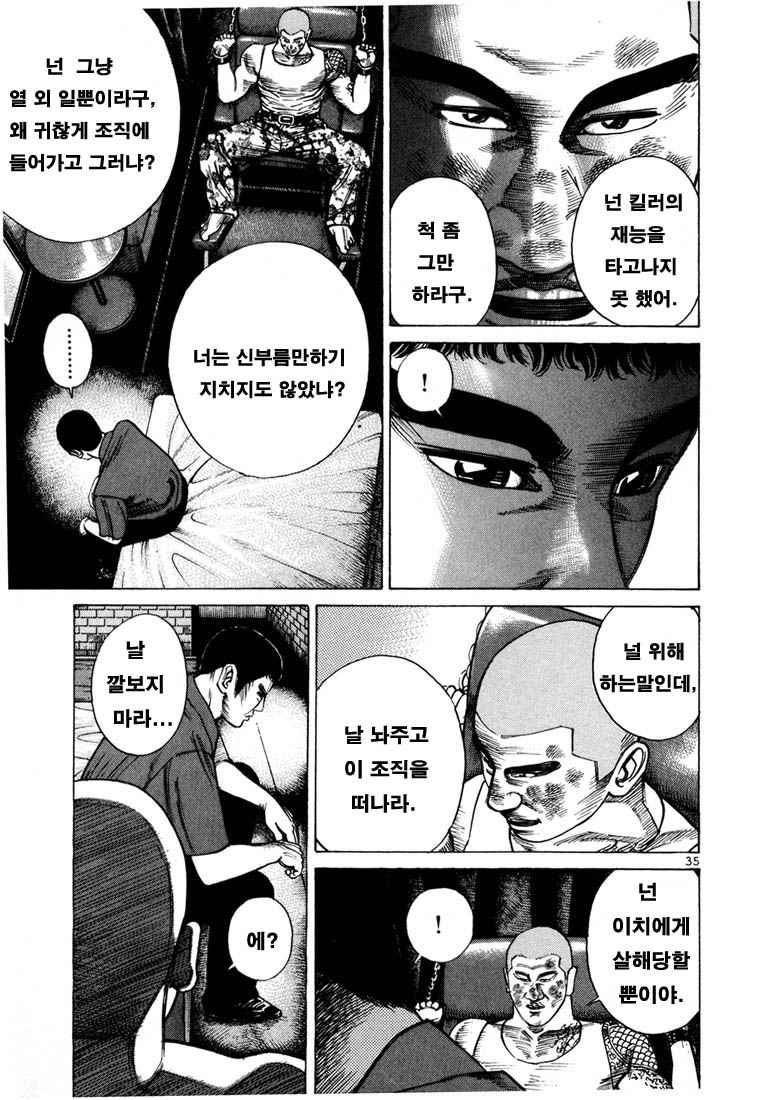 넌 킬러의
재능을
타고나지
못 했어.
척 좀
그만
하라구.
!
넌 그냥
열 외 일뿐이라구,
왜 귀찮게 조직에
들어가고 그러냐?
너는 신부름만하기
지치지도 않았냐?
………
널 위해
하는말인데,
날 놔주고
이 조직을
떠나라.
35
넌
이치에게
살해당할
뿐이야.
!
날
깔보지
마라...
에?